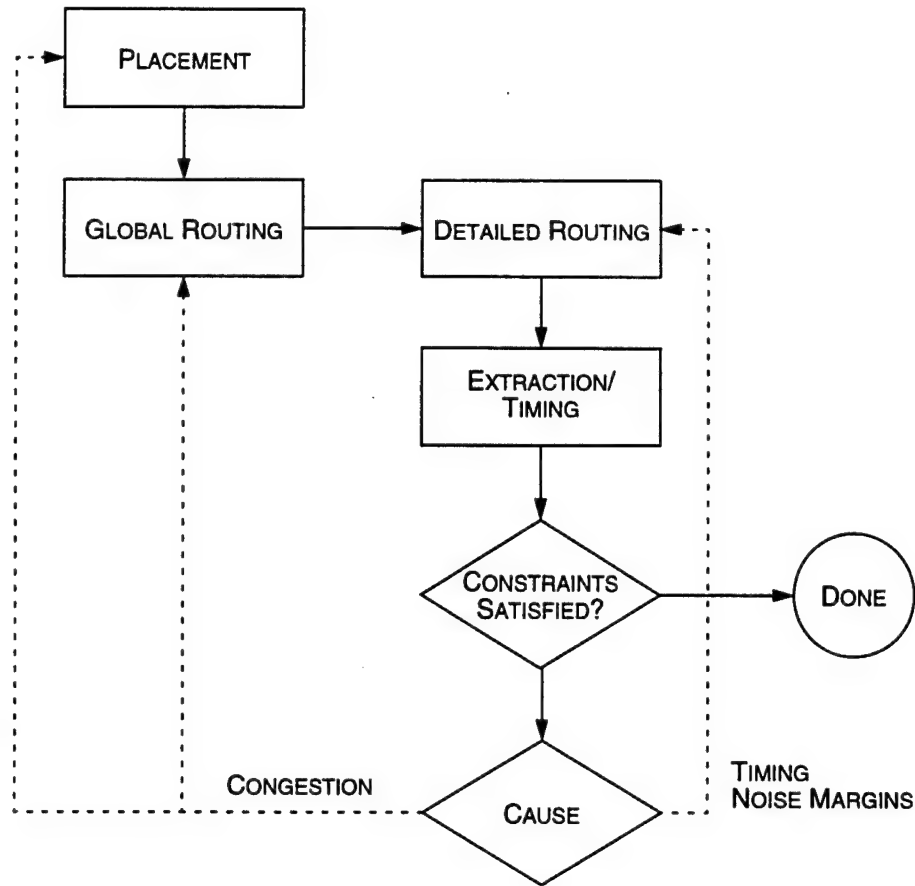 PLACEMENT
GLOBAL ROUTING
DETAILED ROUTING
EXTRACTION/
TIMING
CONSTRAINTS
SATISFIED?
DONE
CONGESTION
CAUSE
TIMING
NOISE MARGINS